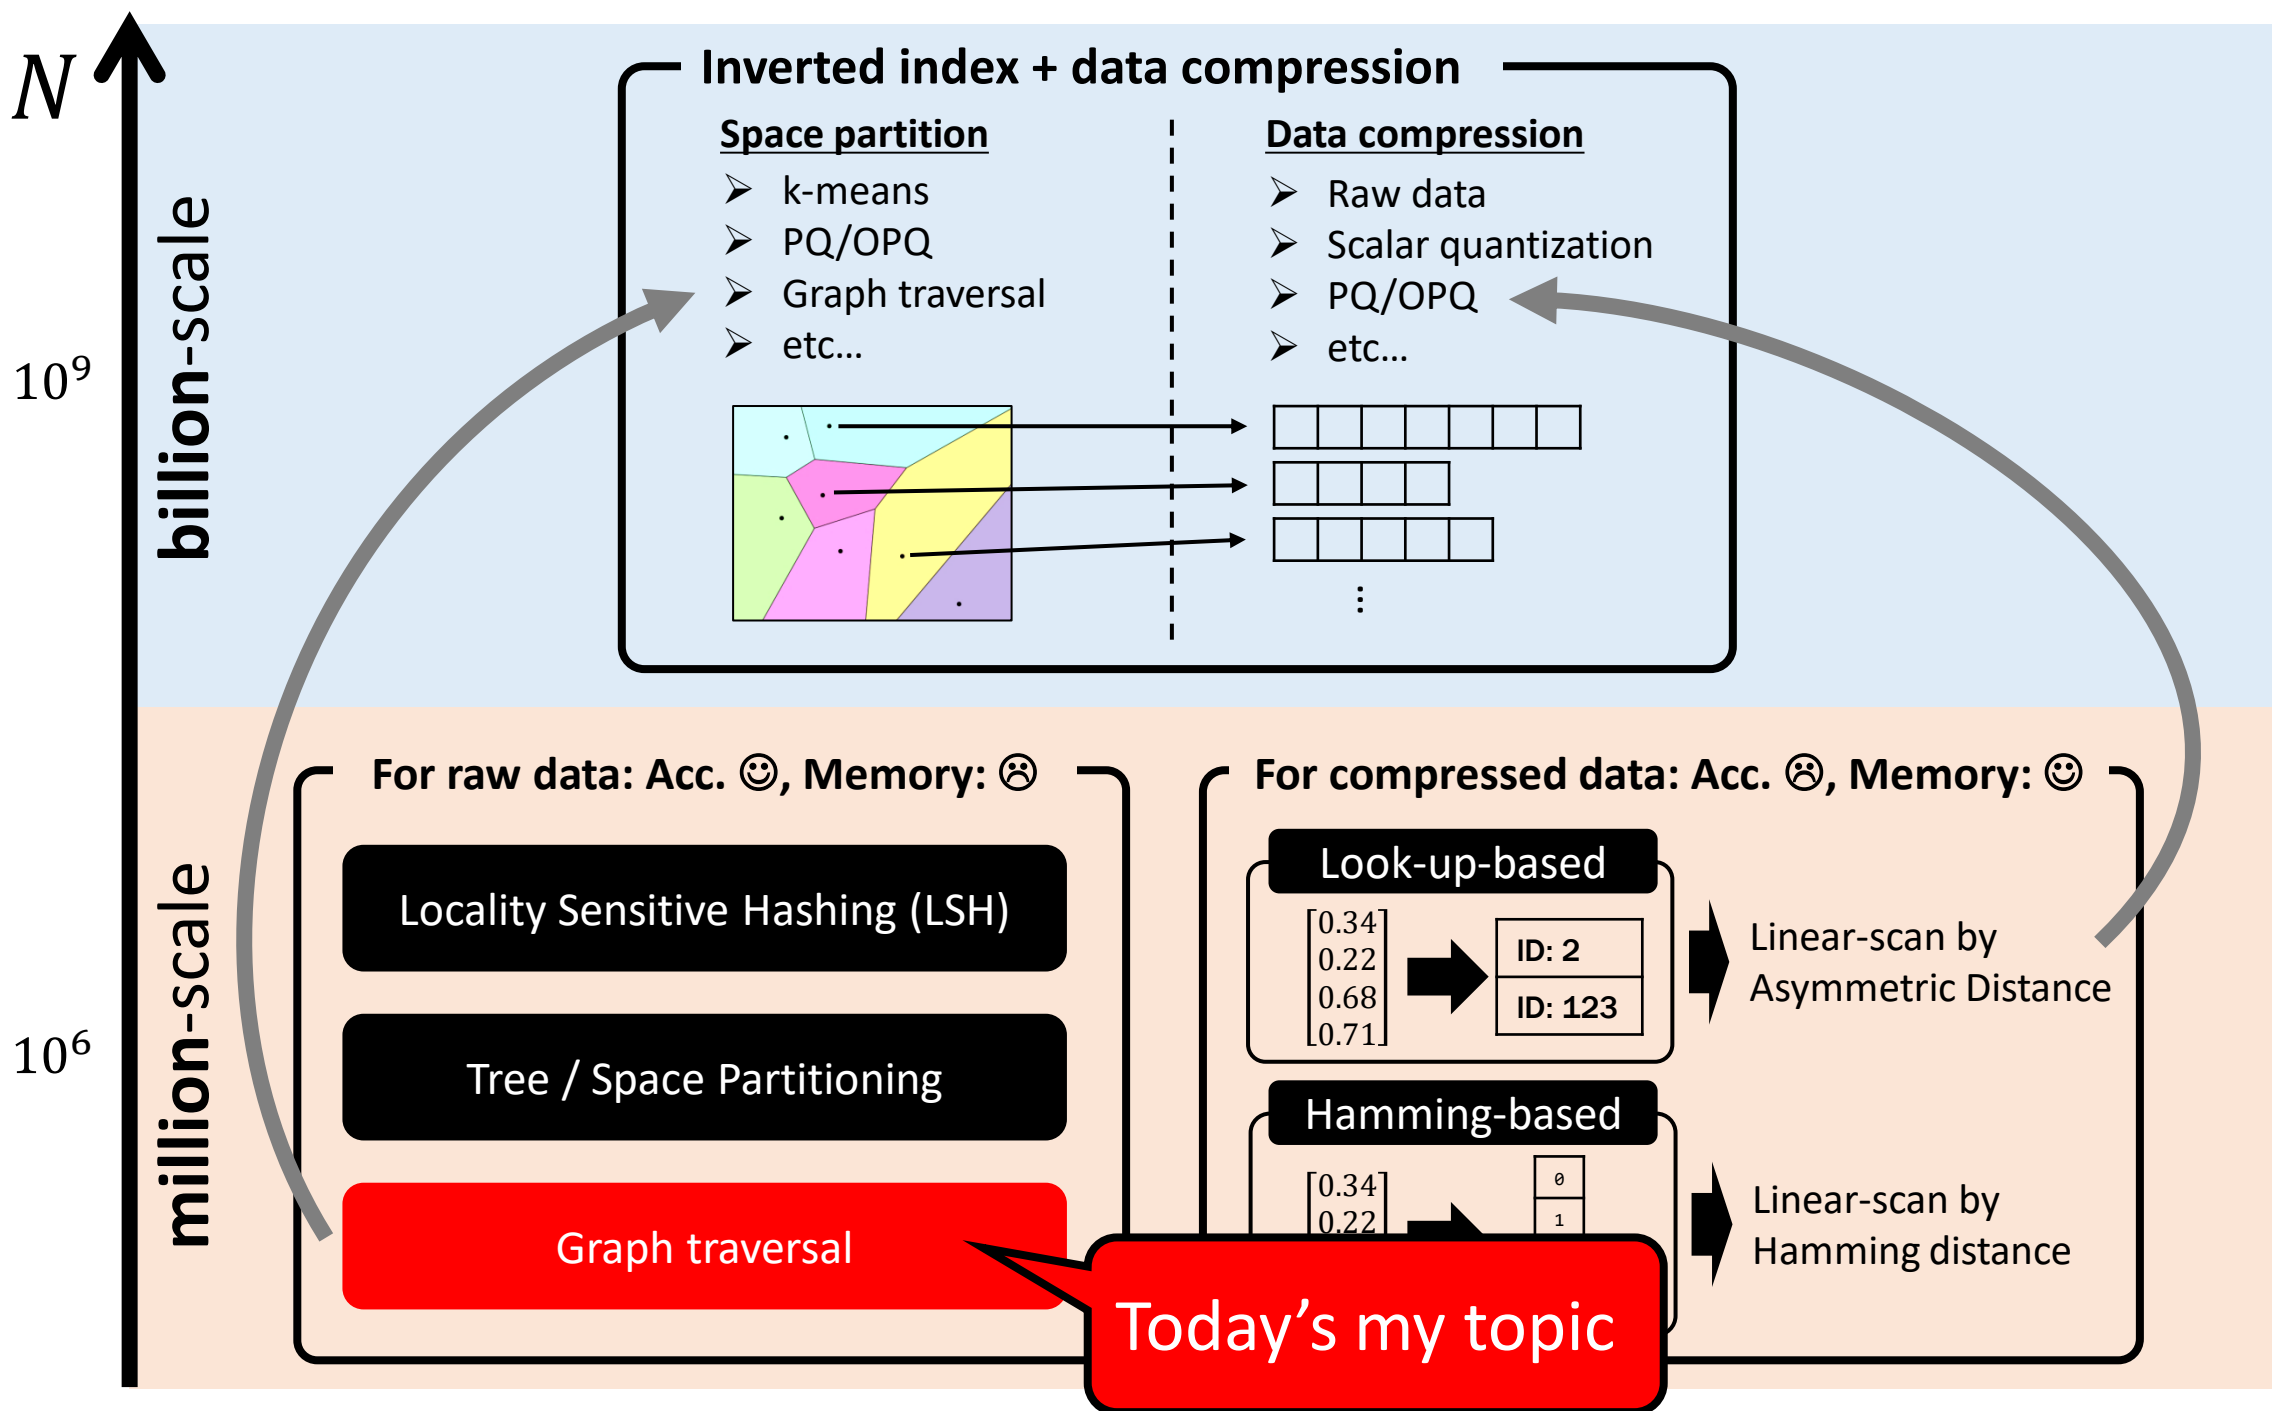 N
10⁹
10⁶
billion-scale
million-scale
Inverted index + data compression
Space partition
➢ k-means
➢ PQ/OPQ
➢ Graph traversal
➢ etc…
Data compression
➢ Raw data
➢ Scalar quantization
➢ PQ/OPQ
➢ etc…
⋮
For raw data: Acc. ☺, Memory: ☹
Locality Sensitive Hashing (LSH)
Tree / Space Partitioning
Graph traversal
For compressed data: Acc. ☹, Memory: ☺
Look-up-based
0.34
0.22
0.68
0.71
ID: 2
ID: 123
Linear-scan by
Asymmetric Distance
Hamming-based
0.34
0.22
0
1
Linear-scan by
Hamming distance
Today's my topic